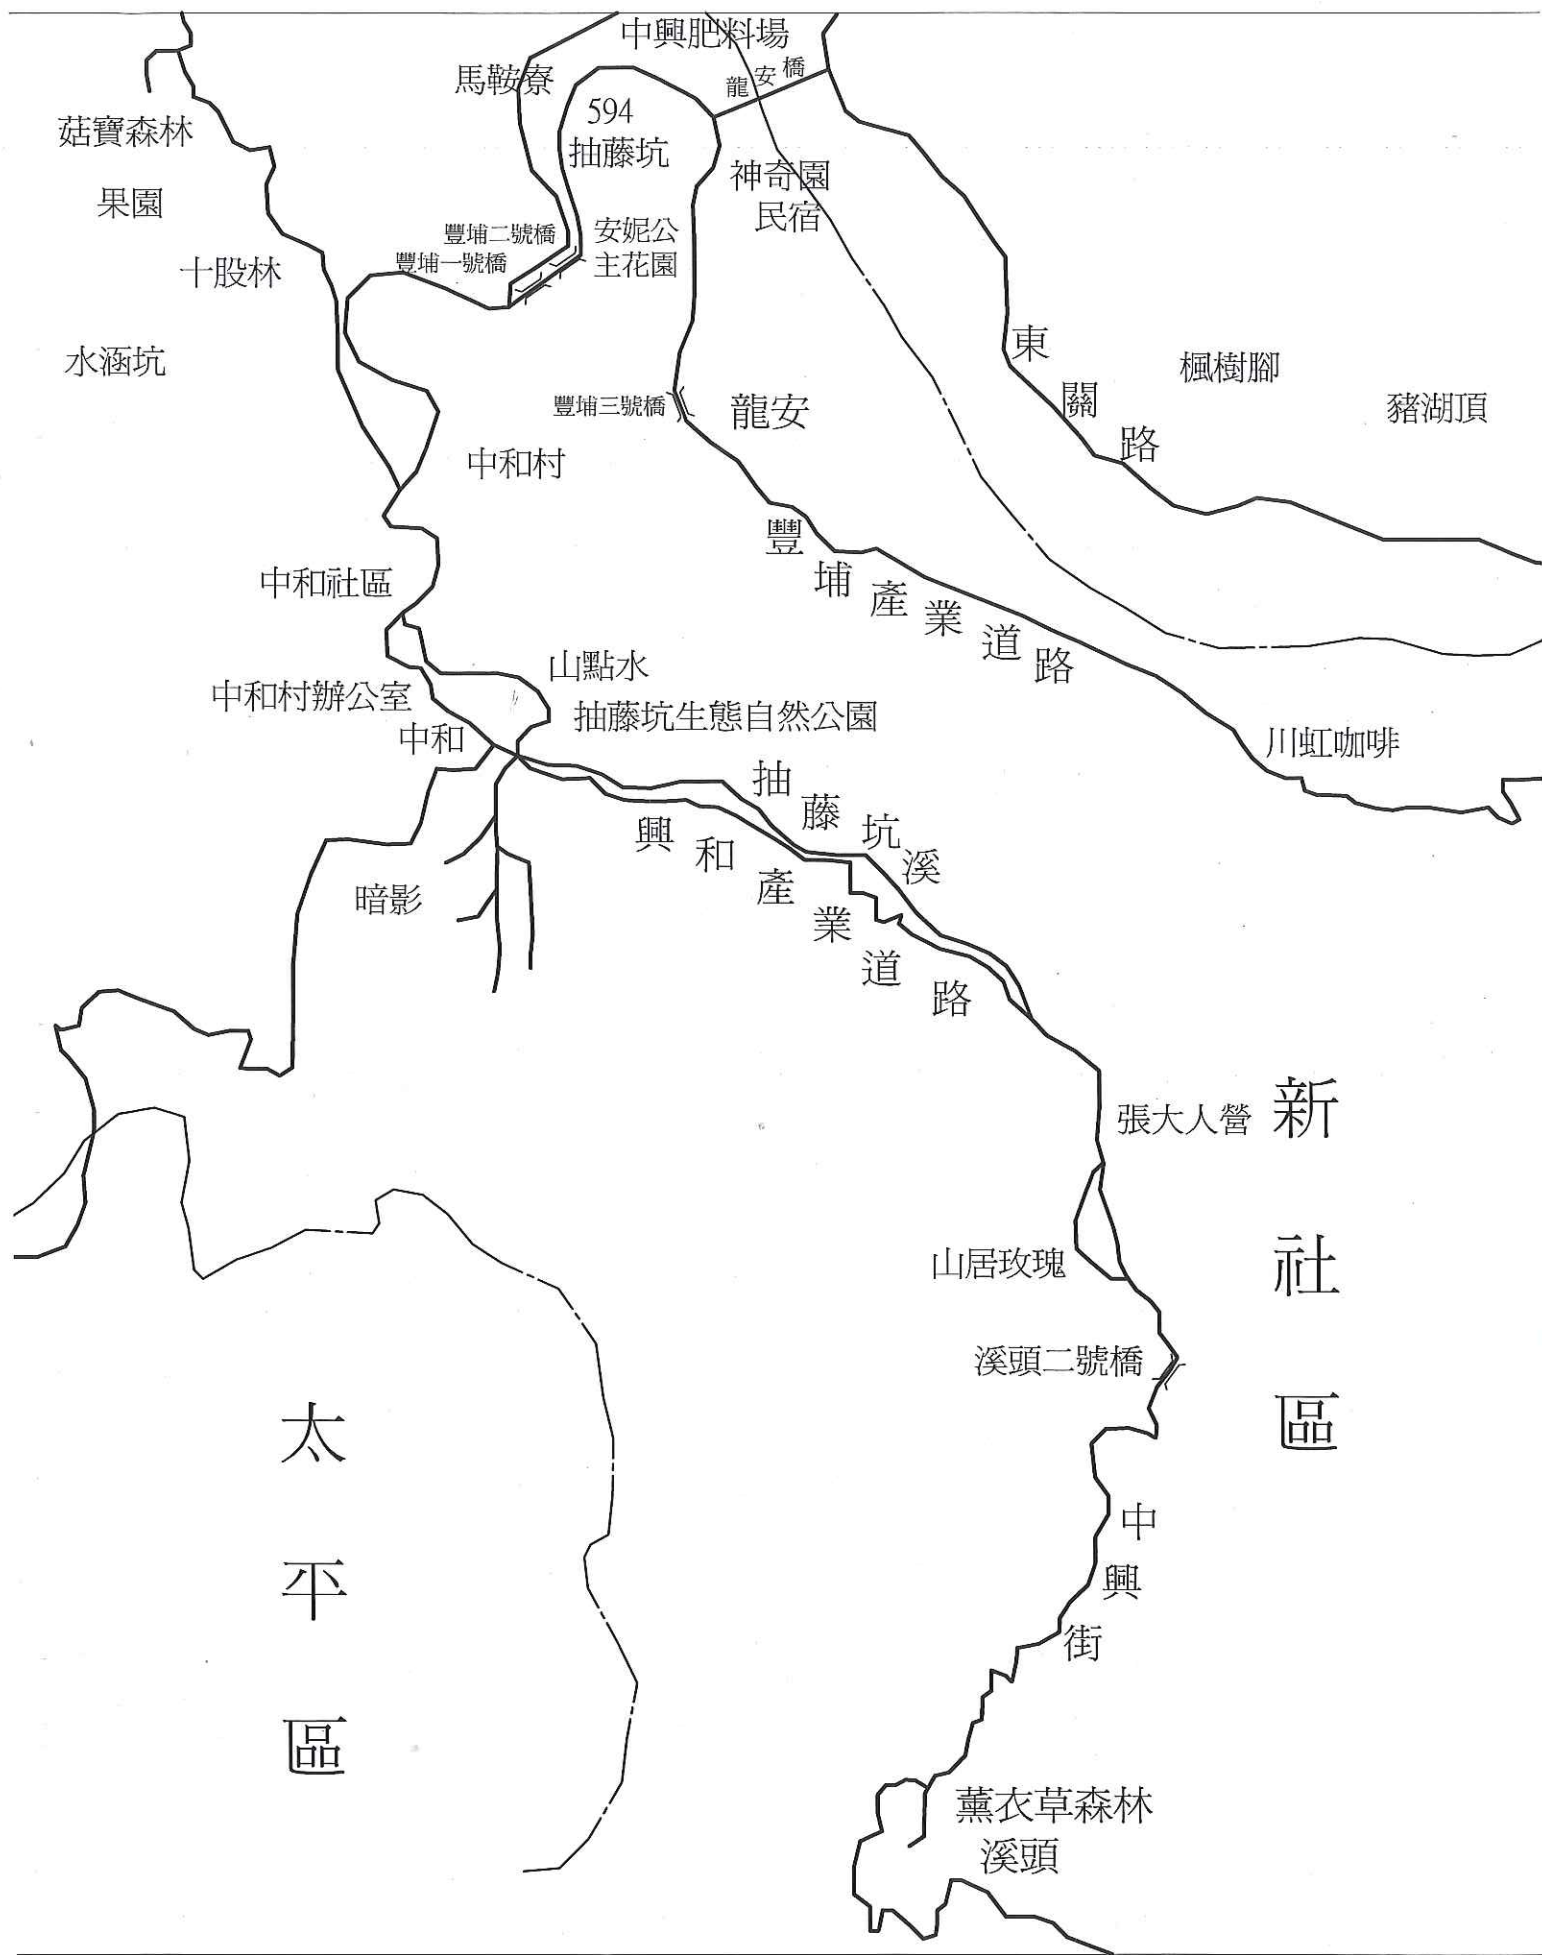 中興肥料場
馬鞍寮
龍安橋
594
抽藤坑
菇寶森林
果園
神奇園
民宿
豐埔二號橋
豐埔一號橋
安妮公
主花園
十股林
水涵坑
東關路
楓樹腳
豬湖頂
豐埔三號橋
龍安
中和村
豐埔產業道路
中和社區
山點水
中和村辦公室
抽藤坑生態自然公園
中和
川虹咖啡
抽藤坑溪
興和產業道路
暗影
張大人營
新社區
山居玫瑰
溪頭二號橋
太平區
中興街
薰衣草森林
溪頭